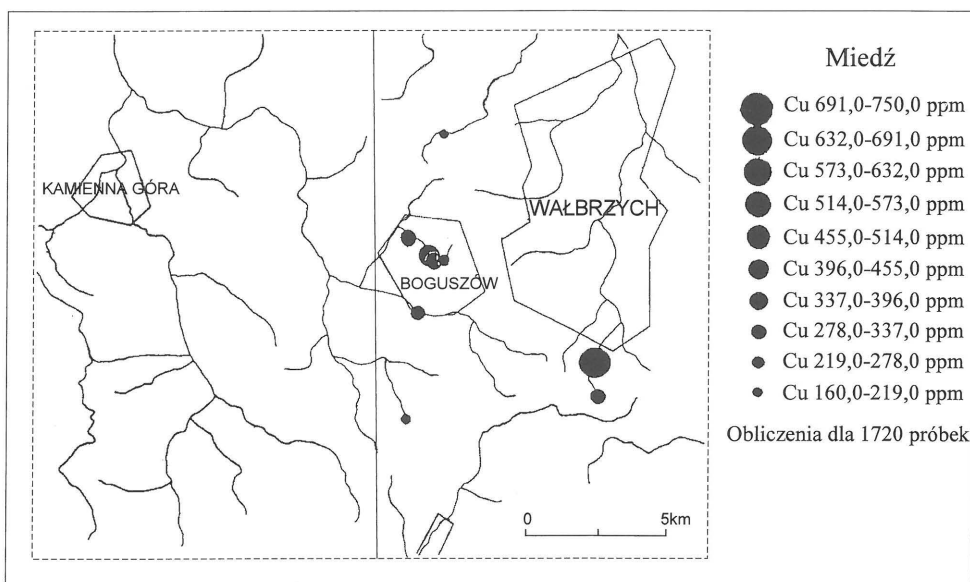 Miedź
Cu 691,0-750,0 ppm
Cu 632,0-691,0 ppm
Cu 573,0-632,0 ppm
Cu 514,0-573,0 ppm
Cu 455,0-514,0 ppm
Cu 396,0-455,0 ppm
Cu 337,0-396,0 ppm
Cu 278,0-337,0 ppm
Cu 219,0-278,0 ppm
Cu 160,0-219,0 ppm
Obliczenia dla 1720 próbek
KAMIENNA GÓRA
WAŁBRZYCH
BOGUSZÓW
0 5km